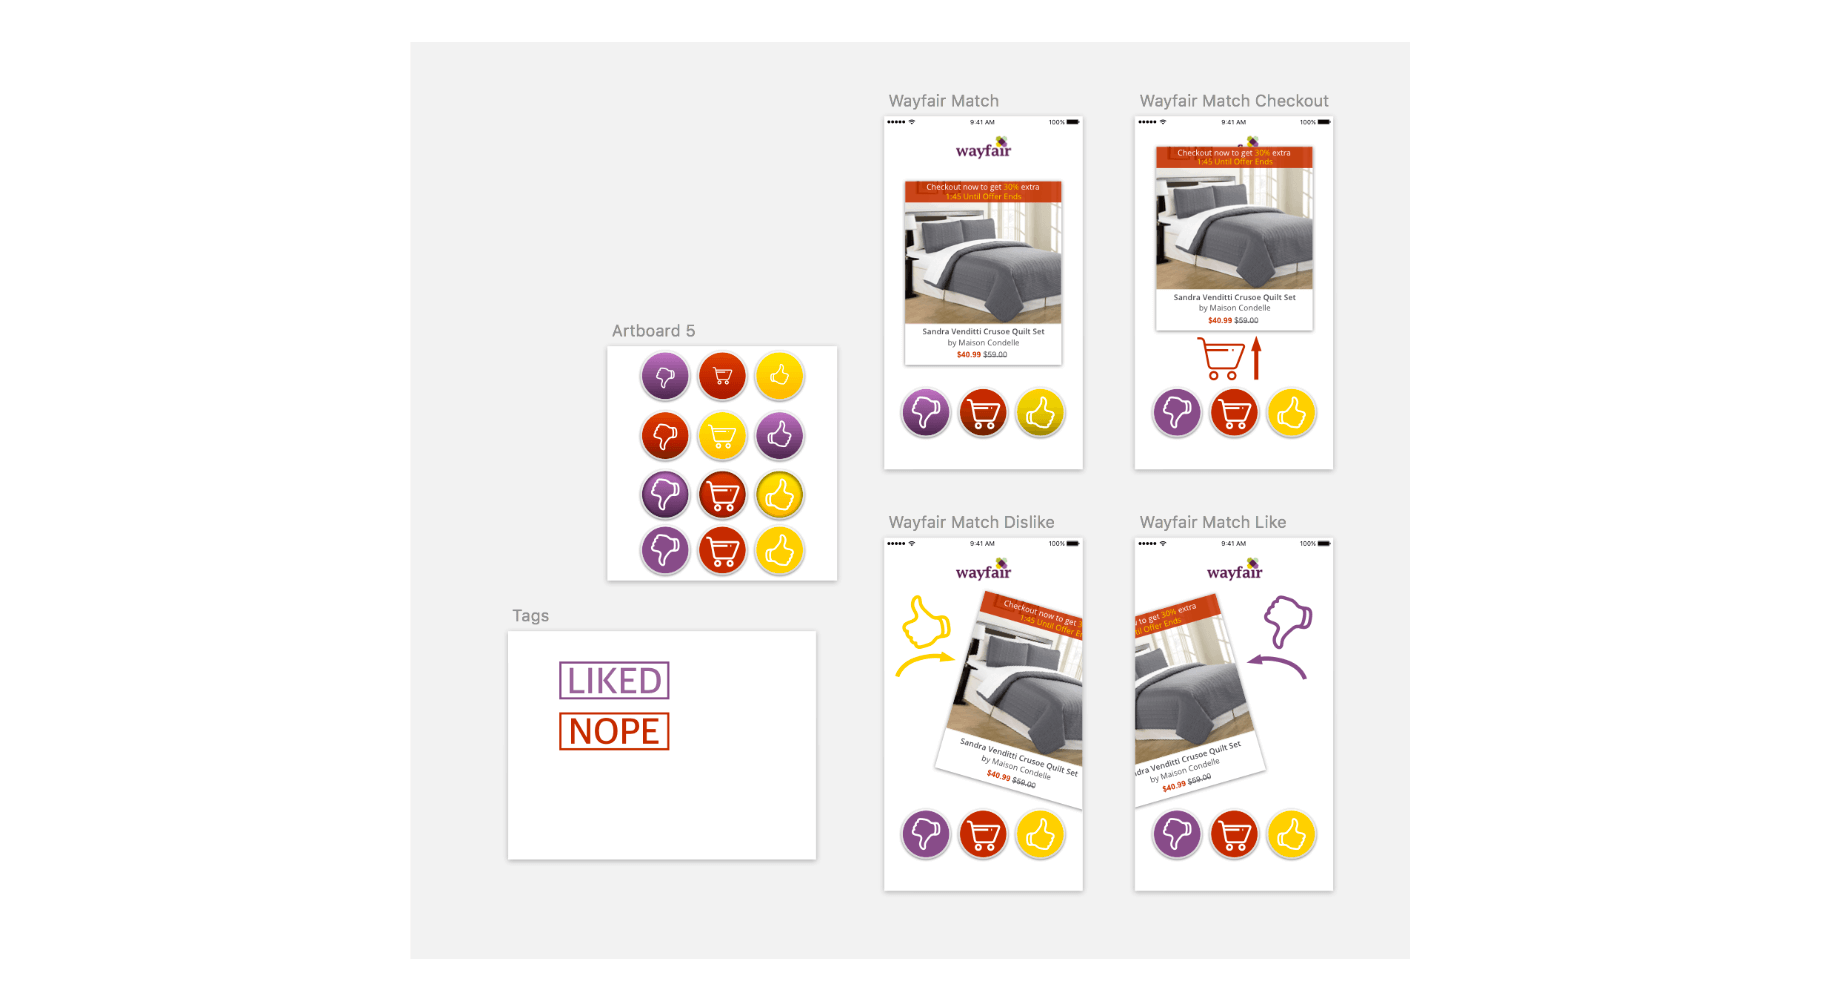 Wayfair Match
9:41 AM
100%
wayfair
Checkout now to get 30% extra
1:45 Until Offer Ends
Sandra Venditti Crusoe Quilt Set
by Maison Condelle
$40.99 $59.00
Wayfair Match Checkout
9:41 AM
100%
Checkout now to get 30% extra
1:45 Until Offer Ends
Sandra Venditti Crusoe Quilt Set
by Maison Condelle
$40.99 $59.00
Artboard 5
Tags
LIKED
NOPE
Wayfair Match Dislike
9:41 AM
100%
wayfair
Checkout now to get
1:45 Until Offer E
Sandra Venditti Crusoe Quilt Set
by Maison Condelle
$40.99 $59.00
Wayfair Match Like
9:41 AM
100%
wayfair
to get 30% extra
til Offer Ends
dra Venditti Crusoe Quilt Set
by Maison Condelle
$40.99 $59.00